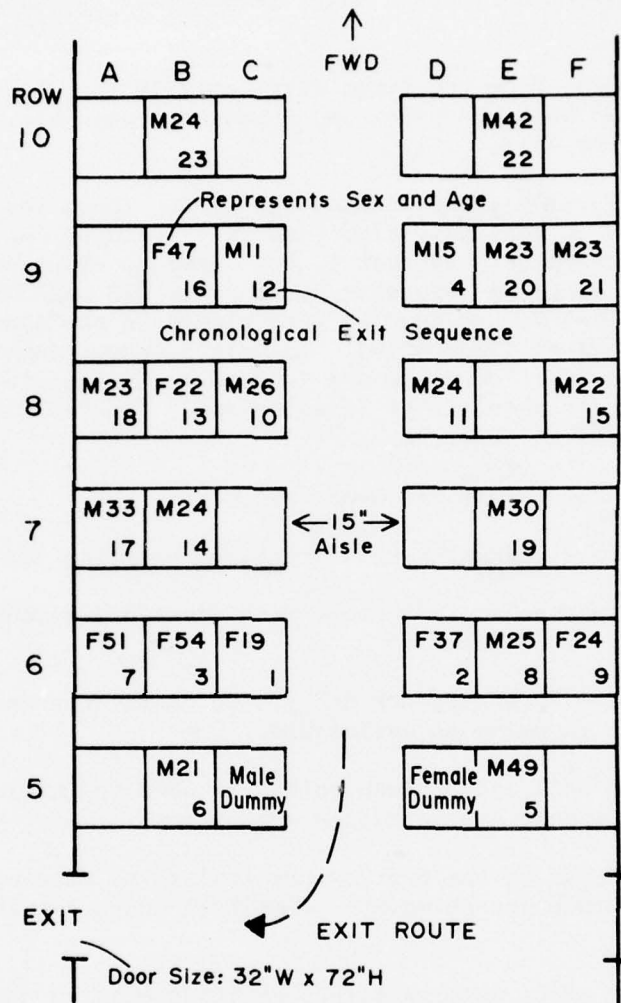 FWD
A B C D E F
ROW
10
M24 M42
23 22
Represents Sex and Age
9
F47 M11 M15 M23 M23
16 12 4 20 21
Chronological Exit Sequence
8
M23 F22 M26 M24 M22
18 13 10 11 15
7
M33 M24 M30
17 14 19
15"
Aisle
6
F51 F54 F19 F37 M25 F24
7 3 1 2 8 9
5
M21 Male Dummy Female Dummy M49
6 5
EXIT
EXIT ROUTE
Door Size: 32"W x 72"H